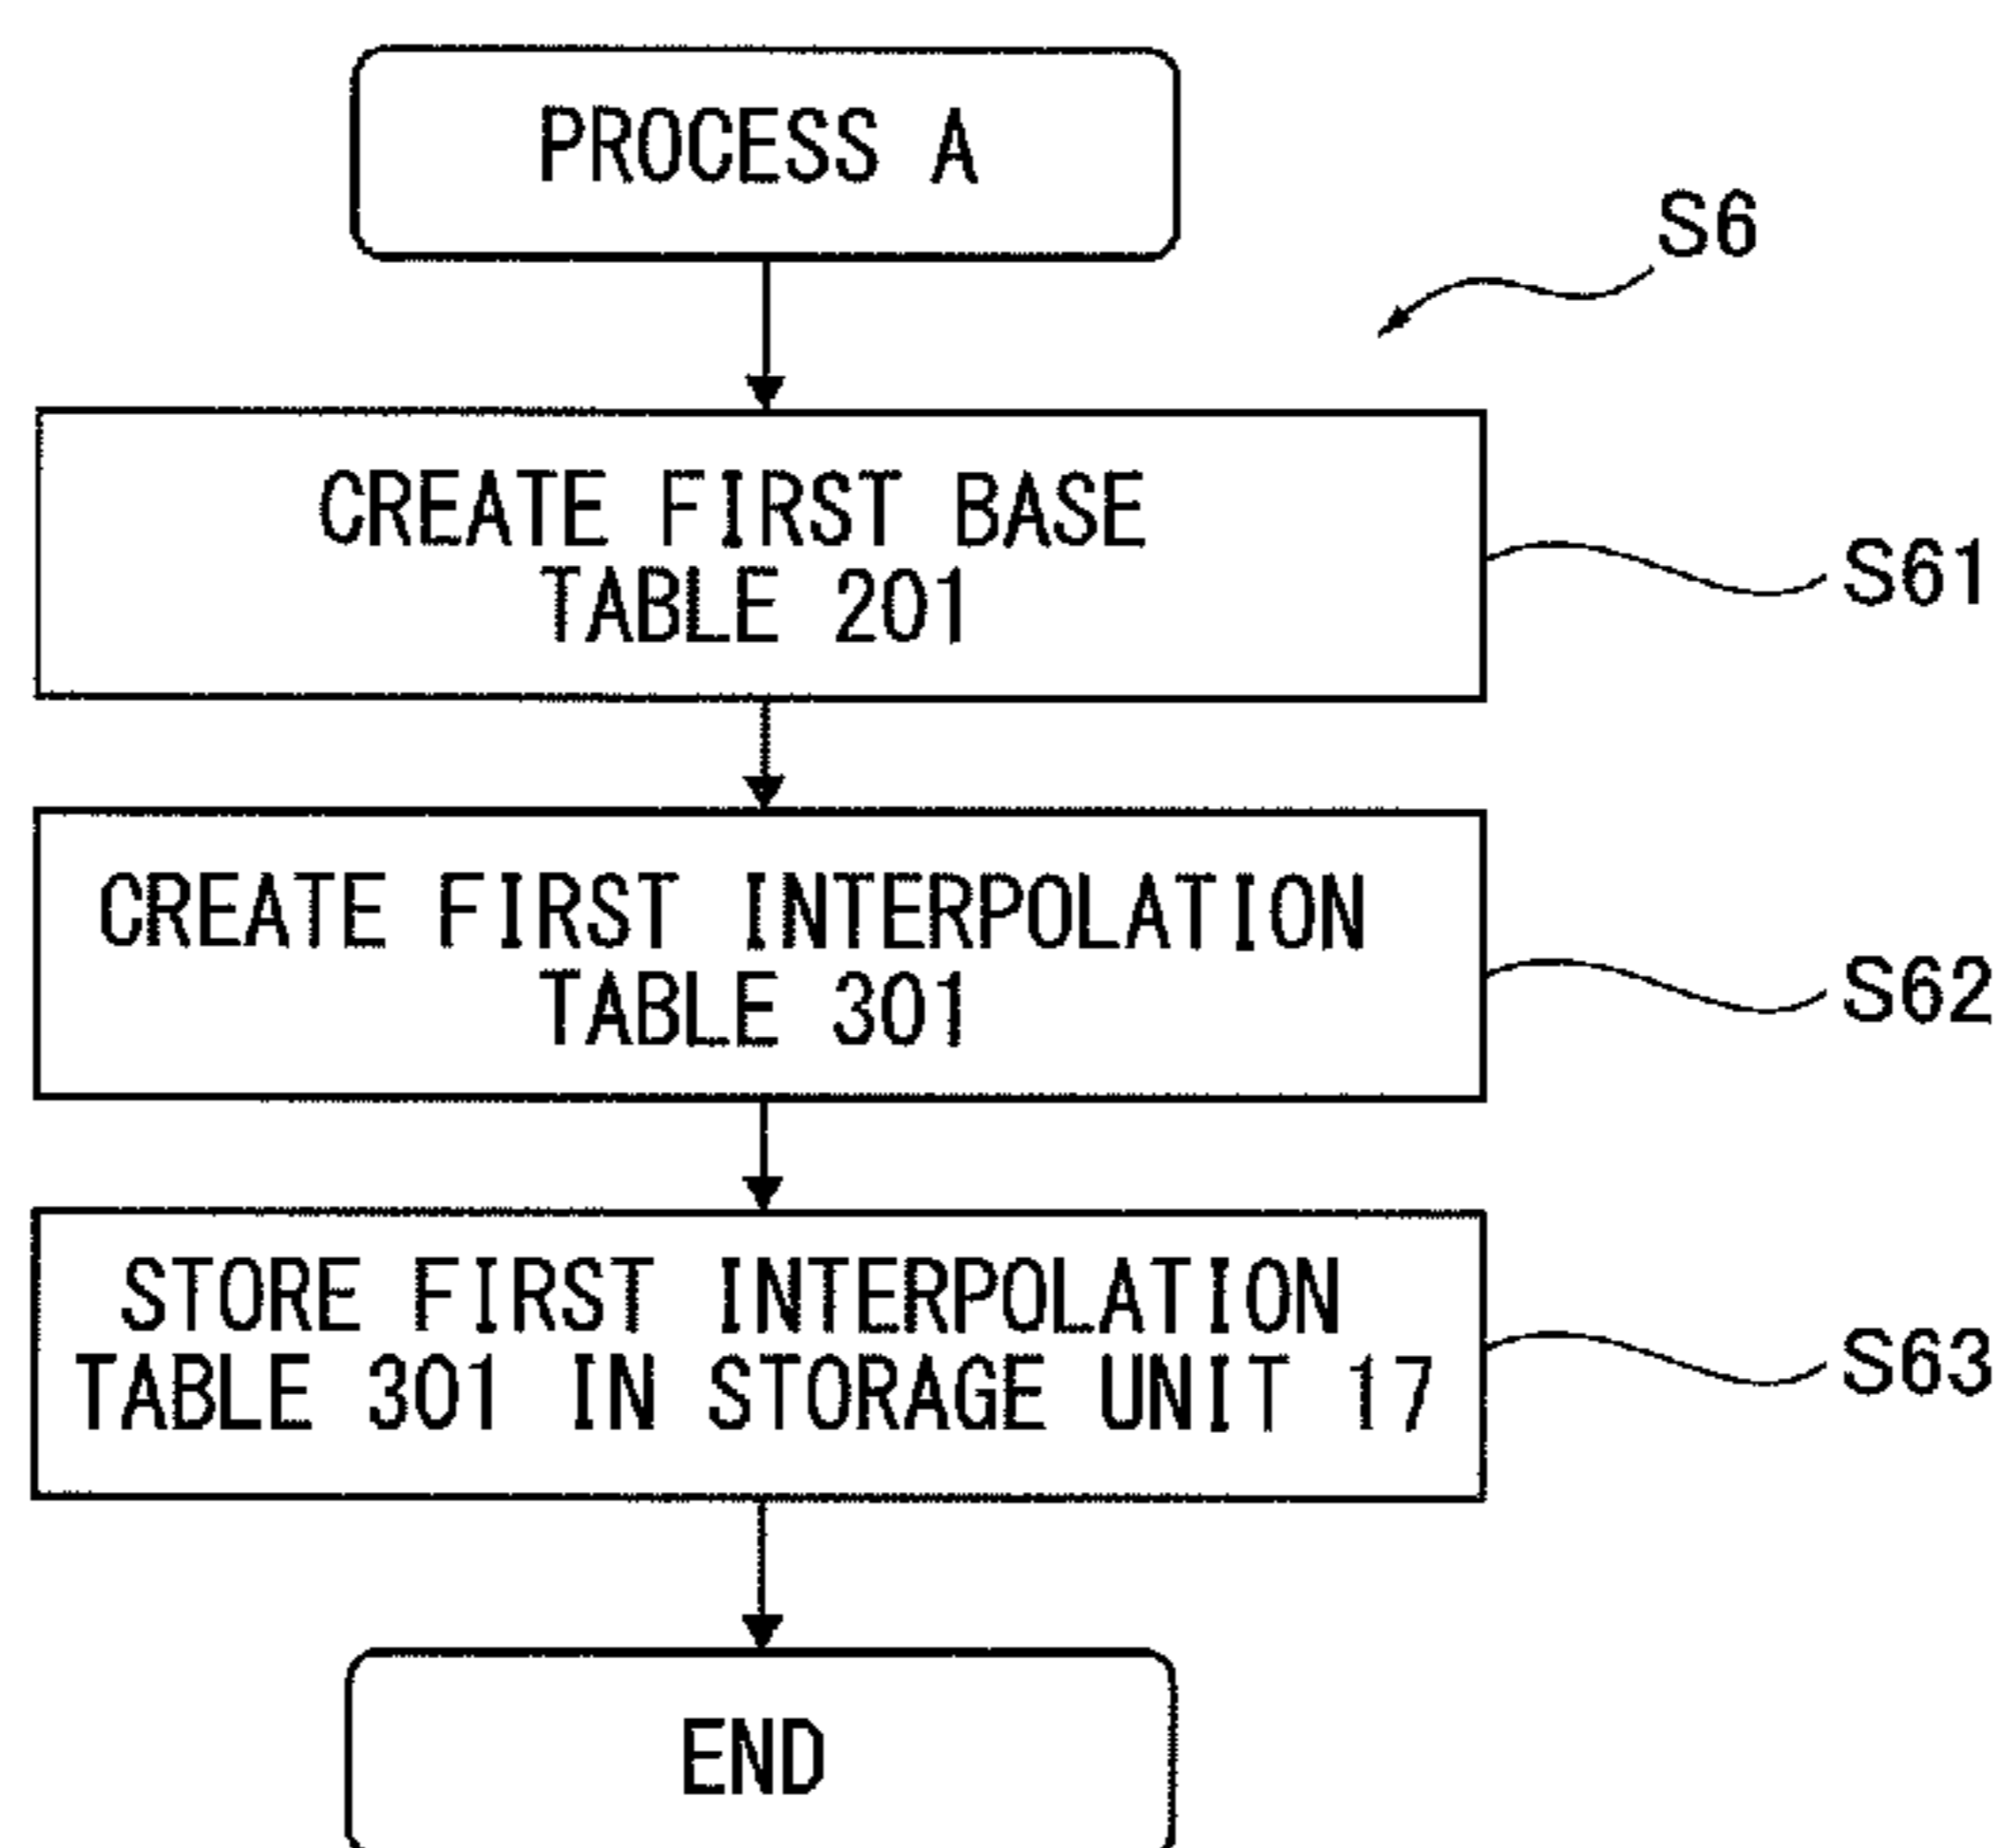 PROCESS A
S6
CREATE FIRST BASE
TABLE 201
S61
CREATE FIRST INTERPOLATION
TABLE 301
S62
STORE FIRST INTERPOLATION
TABLE 301 IN STORAGE UNIT 17
S63
END